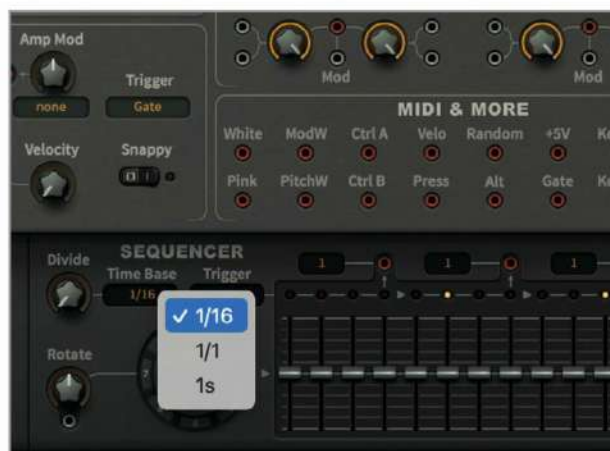 Amp Mod
Trigger
Mod
Mod
none
Gate
MIDI & MORE
White ModW Ctrl A Velo Random +5V
Velocity
Snappy
Pink PitchW Ctrl B Press Alt Gate
SEQUENCER
Divide
Time Base
Trigger
1
1
1
1/16
✓ 1/16
1/1
1s
Rotate
7